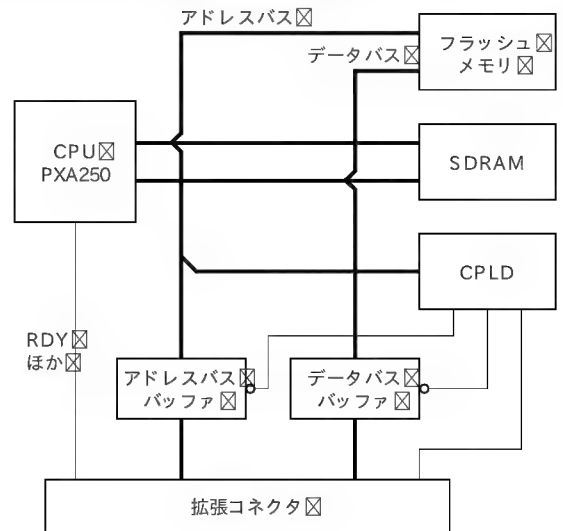 アドレスバス
データバス
フラッシュ
メモリ
CPU
PXA250
SDRAM
CPLD
RDY
ほか
アドレスバス
バッファ
データバス
バッファ
拡張コネクタ